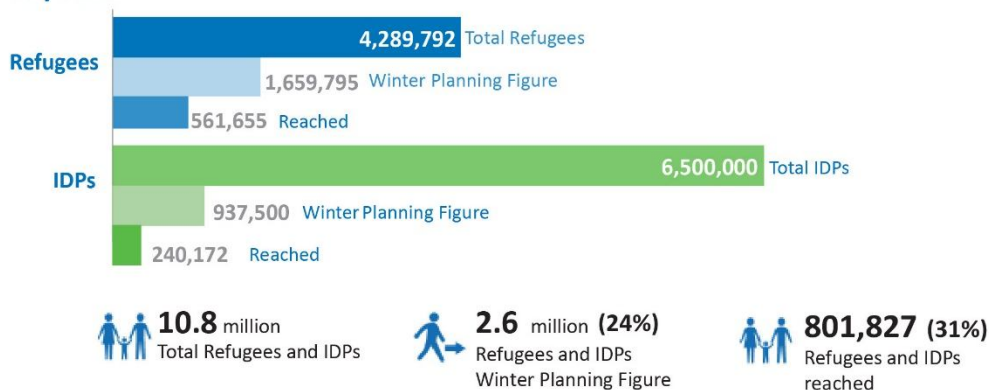 4,289,792 Total Refugees
Refugees
1,659,795 Winter Planning Figure
561,655 Reached
6,500,000 Total IDPs
IDPs
937,500 Winter Planning Figure
240,172 Reached
10.8 million
Total Refugees and IDPs
2.6 million (24%)
Refugees and IDPs
Winter Planning Figure
801,827 (31%)
Refugees and IDPs
reached